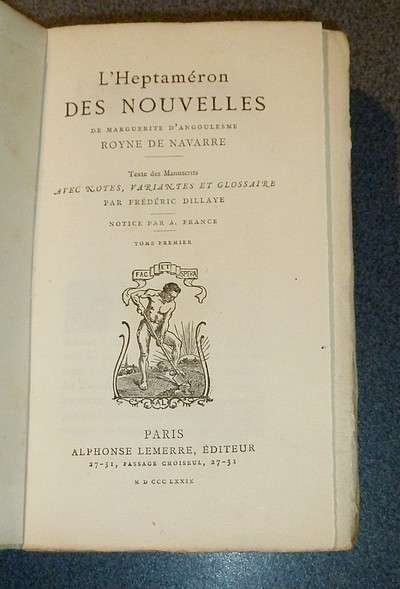 L'Heptaméron
DES NOUVELLES
DE MARGUERITE D'ANGOULESME
ROYNE DE NAVARRE
Texte des Manuscrits
AVEC NOTES, VARIANTES ET GLOSSAIRE
PAR FRÉDÉRIC DILLAYE
NOTICE PAR A. FRANCE
TOME PREMIER
FAC ET SPERA
AL
PARIS
ALPHONSE LEMERRE, ÉDITEUR
27-31, PASSAGE CHOISEUL, 27-31
M D CCC LXXIX